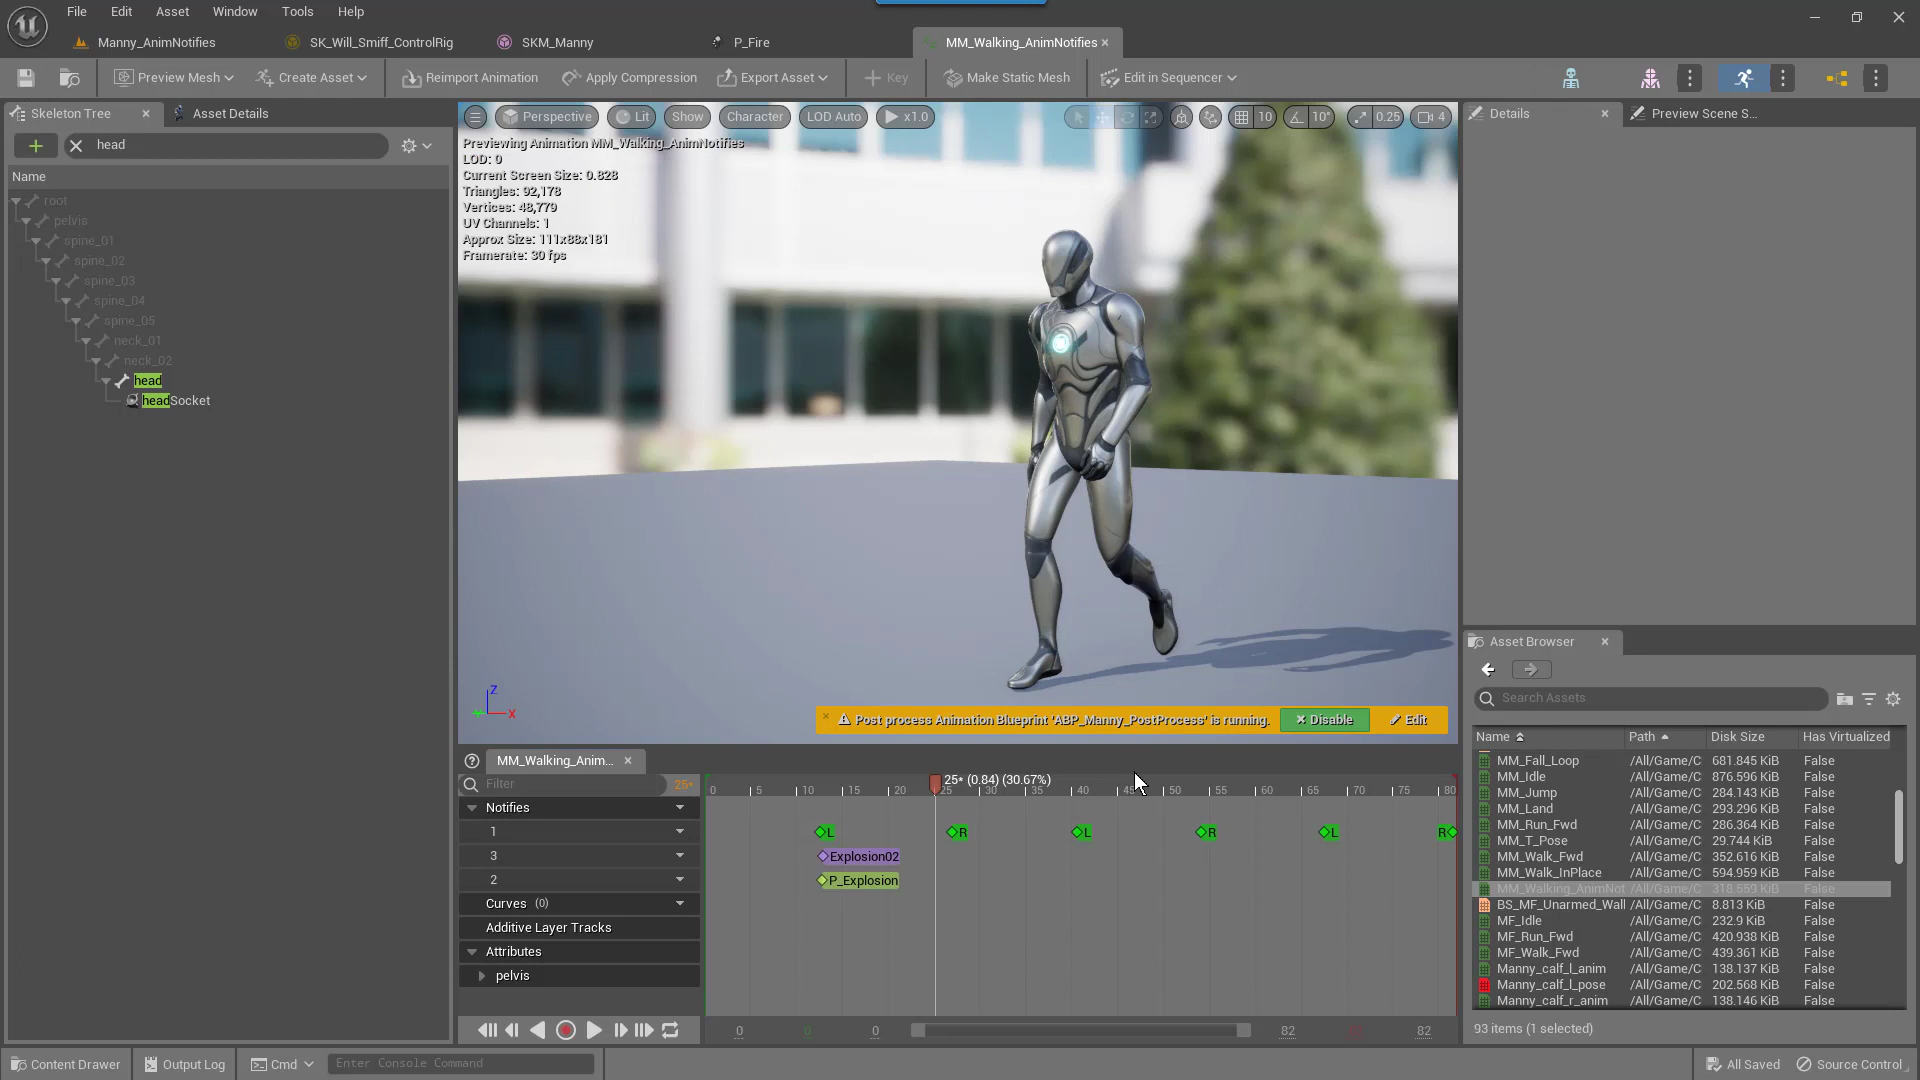 File Edit Asset Window Tools Help
Manny_AnimNotifies SK_Will_Smiff_ControlRig SKM_Manny P_Fire MM_Walking_AnimNotifies
Preview Mesh Create Asset Reimport Animation Apply Compression Export Asset Key Make Static Mesh Edit in Sequencer
Skeleton Tree Asset Details
head
Name
root
pelvis
spine_01
spine_02
spine_03
spine_04
spine_05
neck_01
neck_02
head
headSocket
Perspective Lit Show Character LOD Auto x1.0 10 10° 0.25 4
Previewing Animation MM_Walking_AnimNotifies
LOD: 0
Current Screen Size: 0.828
Triangles: 92,178
Vertices: 48,779
UV Channels: 1
Approx Size: 111x88x181
Framerate: 30 fps
Z
X
Post process Animation Blueprint 'ABP_Manny_PostProcess' is running. Disable Edit
MM_Walking_Anim...
Filter 25*
25* (0.84) (30.67%)
0 5 10 15 20 25 30 35 40 45 50 55 60 65 70 75 80
Notifies
1 L R L R L R
3 Explosion02
2 P_Explosion
Curves (0)
Additive Layer Tracks
Attributes
pelvis
0 0 0 82 82
Details Preview Scene S...
Asset Browser
Search Assets
Name Path Disk Size Has Virtualized
MM_Fall_Loop /All/Game/C 681.845 KiB False
MM_Idle /All/Game/C 876.596 KiB False
MM_Jump /All/Game/C 284.143 KiB False
MM_Land /All/Game/C 293.296 KiB False
MM_Run_Fwd /All/Game/C 286.364 KiB False
MM_T_Pose /All/Game/C 29.744 KiB False
MM_Walk_Fwd /All/Game/C 352.616 KiB False
MM_Walk_InPlace /All/Game/C 594.959 KiB False
MM_Walking_AnimNot /All/Game/C 318.559 KiB False
BS_MF_Unarmed_Wall /All/Game/C 8.813 KiB False
MF_Idle /All/Game/C 232.9 KiB False
MF_Run_Fwd /All/Game/C 420.938 KiB False
MF_Walk_Fwd /All/Game/C 439.361 KiB False
Manny_calf_l_anim /All/Game/C 138.137 KiB False
Manny_calf_l_pose /All/Game/C 202.568 KiB False
Manny_calf_r_anim /All/Game/C 138.146 KiB False
93 items (1 selected)
Content Drawer Output Log Cmd Enter Console Command All Saved Source Control